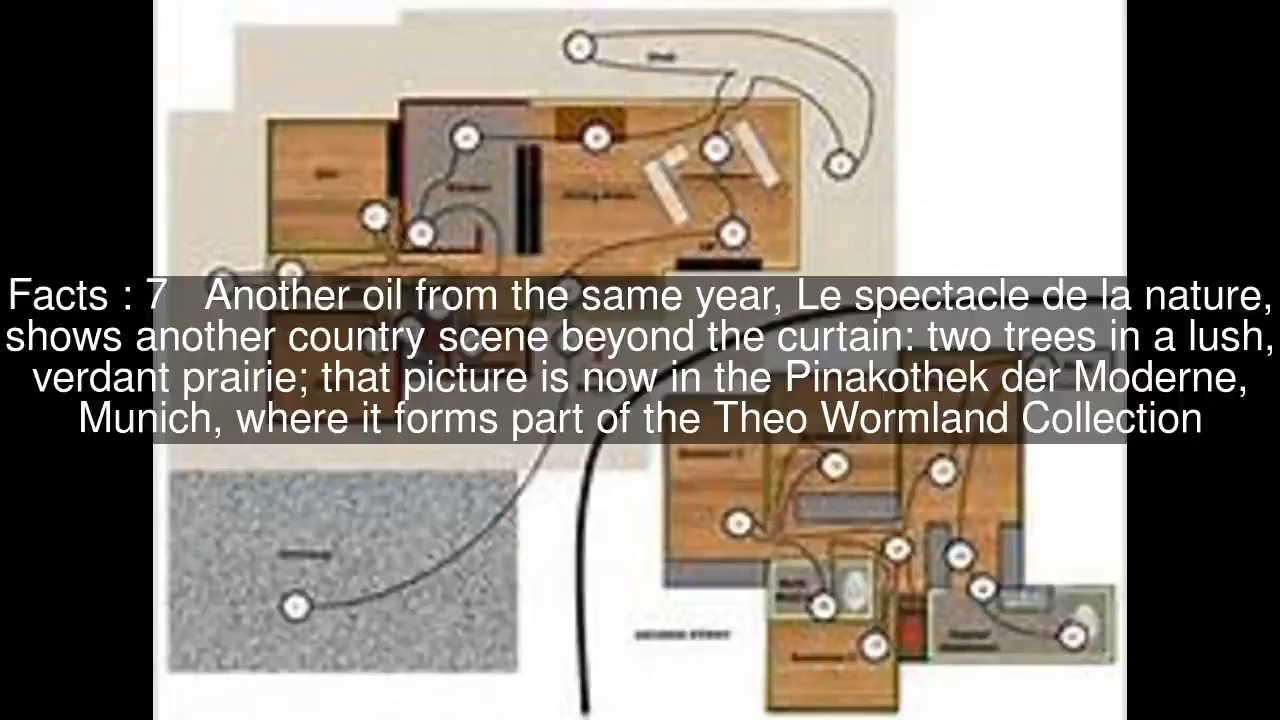 Facts : 7 Another oil from the same year, Le spectacle de la nature,
shows another country scene beyond the curtain: two trees in a lush,
verdant prairie; that picture is now in the Pinakothek der Moderne,
Munich, where it forms part of the Theo Wormland Collection